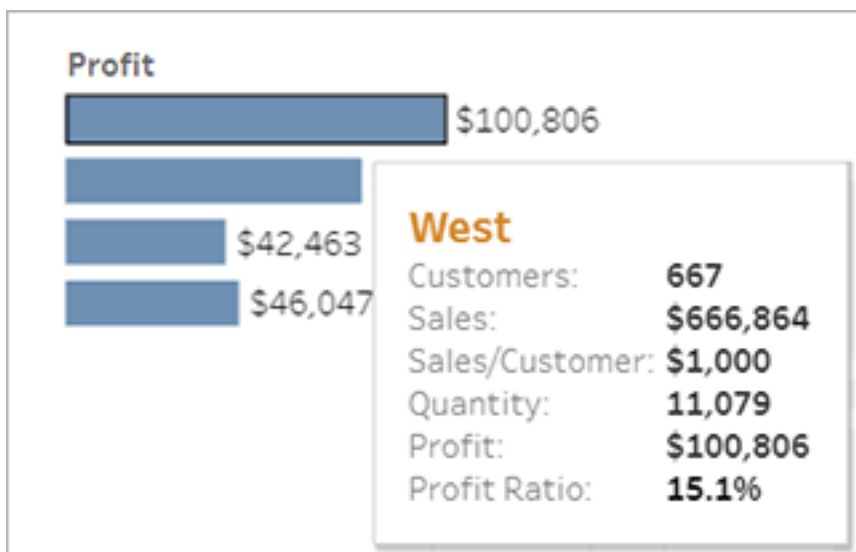 Profit
$100,806
$42,463
$46,047
West
Customers: 667
Sales: $666,864
Sales/Customer: $1,000
Quantity: 11,079
Profit: $100,806
Profit Ratio: 15.1%